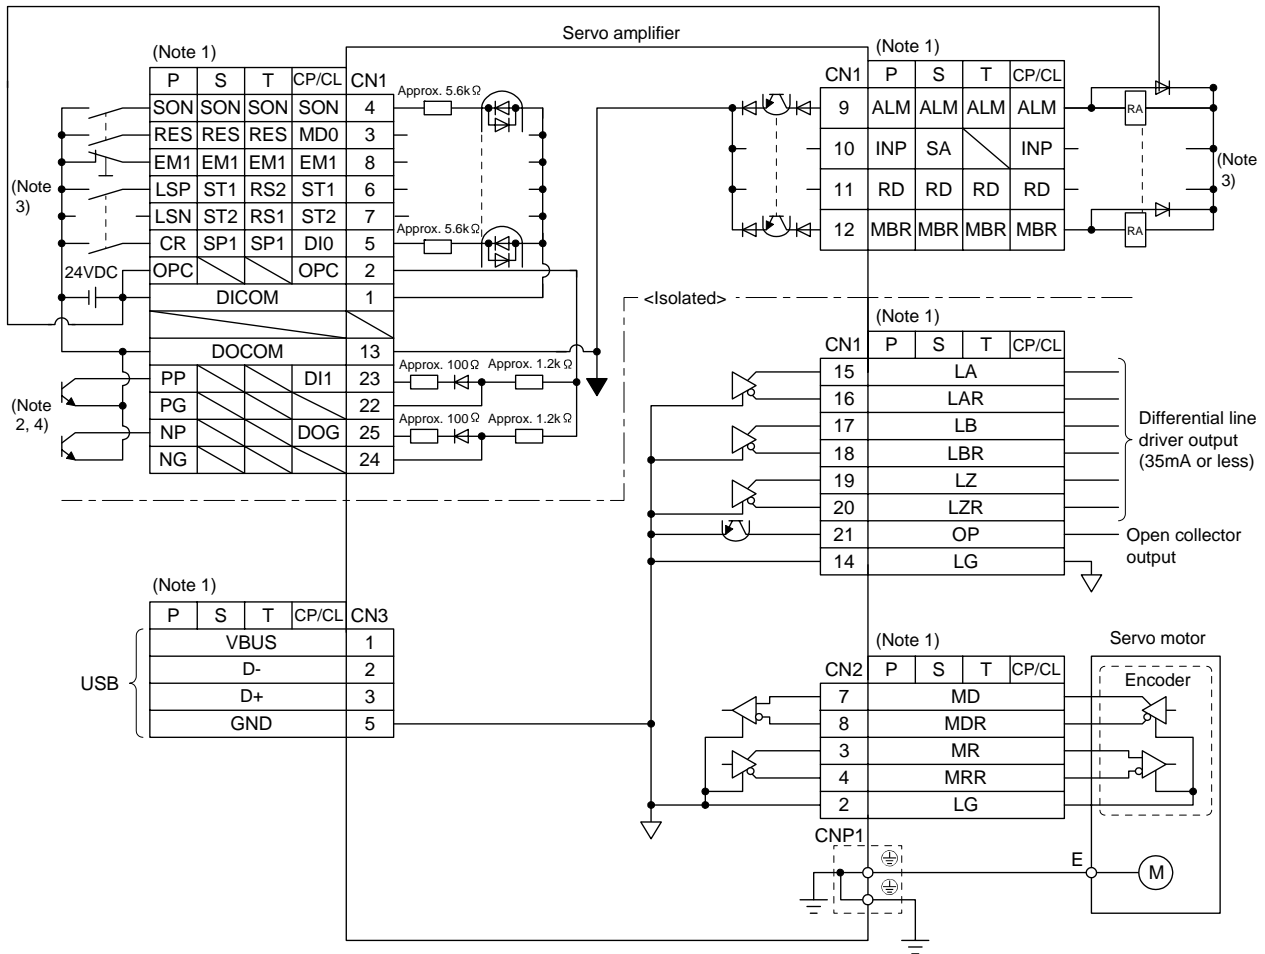 Servo amplifier
(Note 1)
P S T CP/CL CN1
SON SON SON SON 4
RES RES RES MD0 3
EM1 EM1 EM1 EM1 8
LSP ST1 RS2 ST1 6
LSN ST2 RS1 ST2 7
CR SP1 SP1 DI0 5
OPC OPC 2
DICOM 1
DOCOM 13
PP DI1 23
PG 22
NP DOG 25
NG 24
(Note
3)
24VDC
(Note
2, 4)
Approx. 5.6kΩ
Approx. 5.6kΩ
Approx. 100Ω Approx. 1.2kΩ
Approx. 100Ω Approx. 1.2kΩ
(Note 1)
CN1 P S T CP/CL
9 ALM ALM ALM ALM
10 INP SA INP
11 RD RD RD RD
12 MBR MBR MBR MBR
RA
RA
(Note
3)
<Isolated>
(Note 1)
CN1 P S T CP/CL
15 LA
16 LAR
17 LB
18 LBR
19 LZ
20 LZR
21 OP
14 LG
Differential line
driver output
(35mA or less)
Open collector
output
(Note 1)
P S T CP/CL CN3
VBUS 1
D- 2
D+ 3
GND 5
USB
(Note 1)
CN2 P S T CP/CL
7 MD
8 MDR
3 MR
4 MRR
2 LG
Servo motor
Encoder
CNP1
E
M